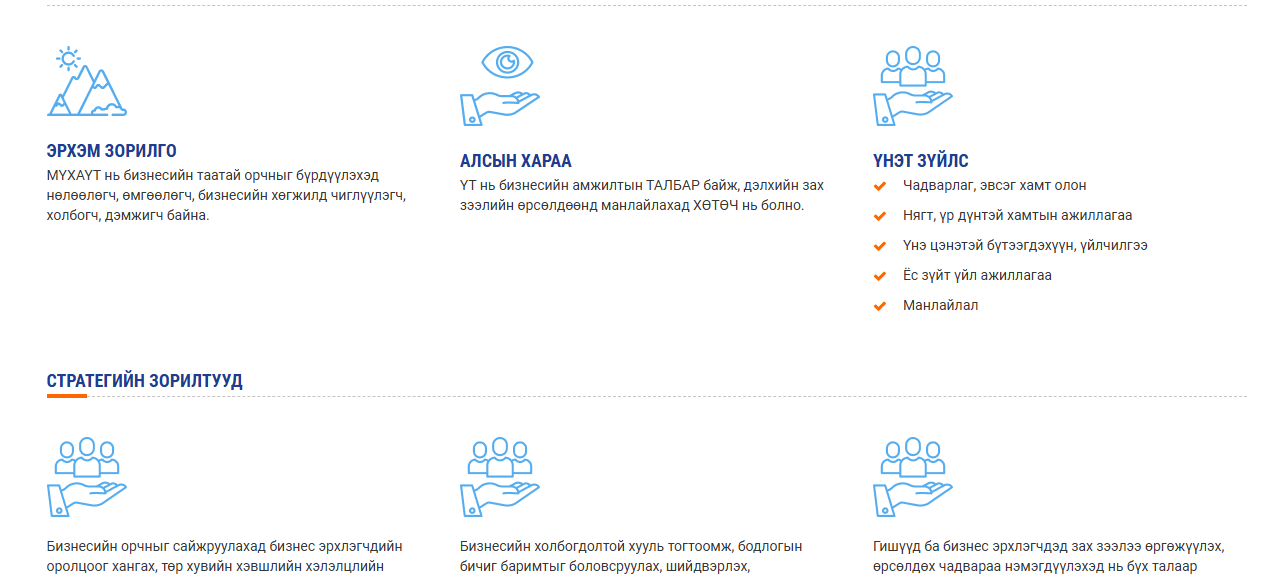 ЭРХЭМ ЗОРИЛГО
МҮХАҮТ нь бизнесийн таатай орчныг бүрдүүлэхэд
нөлөөлөгч, өмгөөлөгч, бизнесийн хөгжилд чиглүүлэгч,
холбогч, дэмжигч байна.
АЛСЫН ХАРАА
ҮТ нь бизнесийн амжилтын ТАЛБАР байж, дэлхийн зах
зээлийн өрсөлдөөнд манлайлахад ХӨТӨЧ нь болно.
ҮНЭТ ЗҮЙЛС
Чадварлаг, эвсэг хамт олон
Нягт, үр дүнтэй хамтын ажиллагаа
Үнэ цэнэтэй бүтээгдэхүүн, үйлчилгээ
Ёс зүйт үйл ажиллагаа
Манлайлал
СТРАТЕГИЙН ЗОРИЛТУУД
Бизнесийн орчныг сайжруулахад бизнес эрхлэгчдийн
оролцоог хангах, төр хувийн хэвшлийн хэлэлцлийн
Бизнесийн холбогдолтой хууль тогтоомж, бодлогын
бичиг баримтыг боловсруулах, шийдвэрлэх,
Гишүүд ба бизнес эрхлэгчдэд зах зээлээ өргөжүүлэх,
өрсөлдөх чадвараа нэмэгдүүлэхэд нь бүх талаар